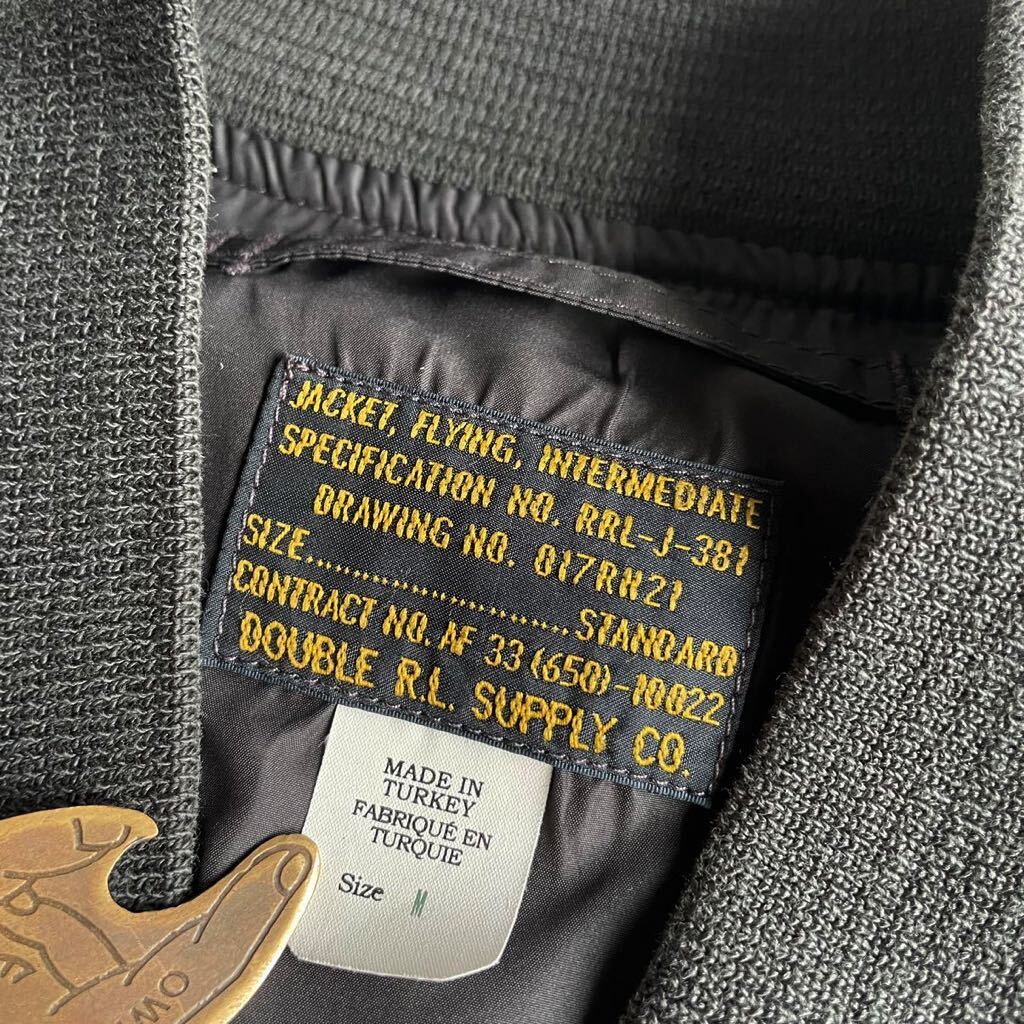 JACKET, FLYING, INTERMEDIATE
SPECIFICATION NO. RRL-J-381
DRAWING NO. 017RH21
SIZE..............................STANDARD
CONTRACT NO. AF 33 (650)-10022
DOUBLE R.L. SUPPLY CO.
MADE IN
TURKEY
FABRIQUÉ EN
TURQUIE
Size M